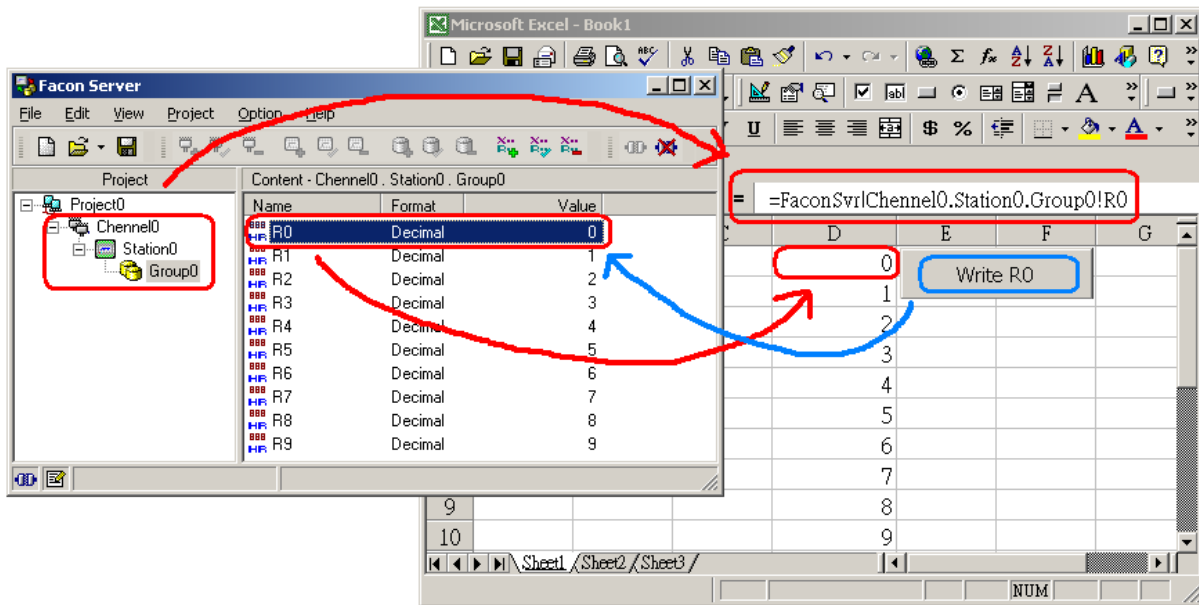 Microsoft Excel - Book1
Facon Server
File Edit View Project Option Help
Project
Content - Chennel0 . Station0 . Group0
Project0
Chennel0
Station0
Group0
Name Format Value
R0 Decimal 0
R1 Decimal 1
R2 Decimal 2
R3 Decimal 3
R4 Decimal 4
R5 Decimal 5
R6 Decimal 6
R7 Decimal 7
R8 Decimal 8
R9 Decimal 9
= =FaconSvr|Chennel0.Station0.Group0!R0
D E F G
0 Write R0
1
2
3
4
5
6
7
9 8
10 9
Sheet1 Sheet2 Sheet3
NUM